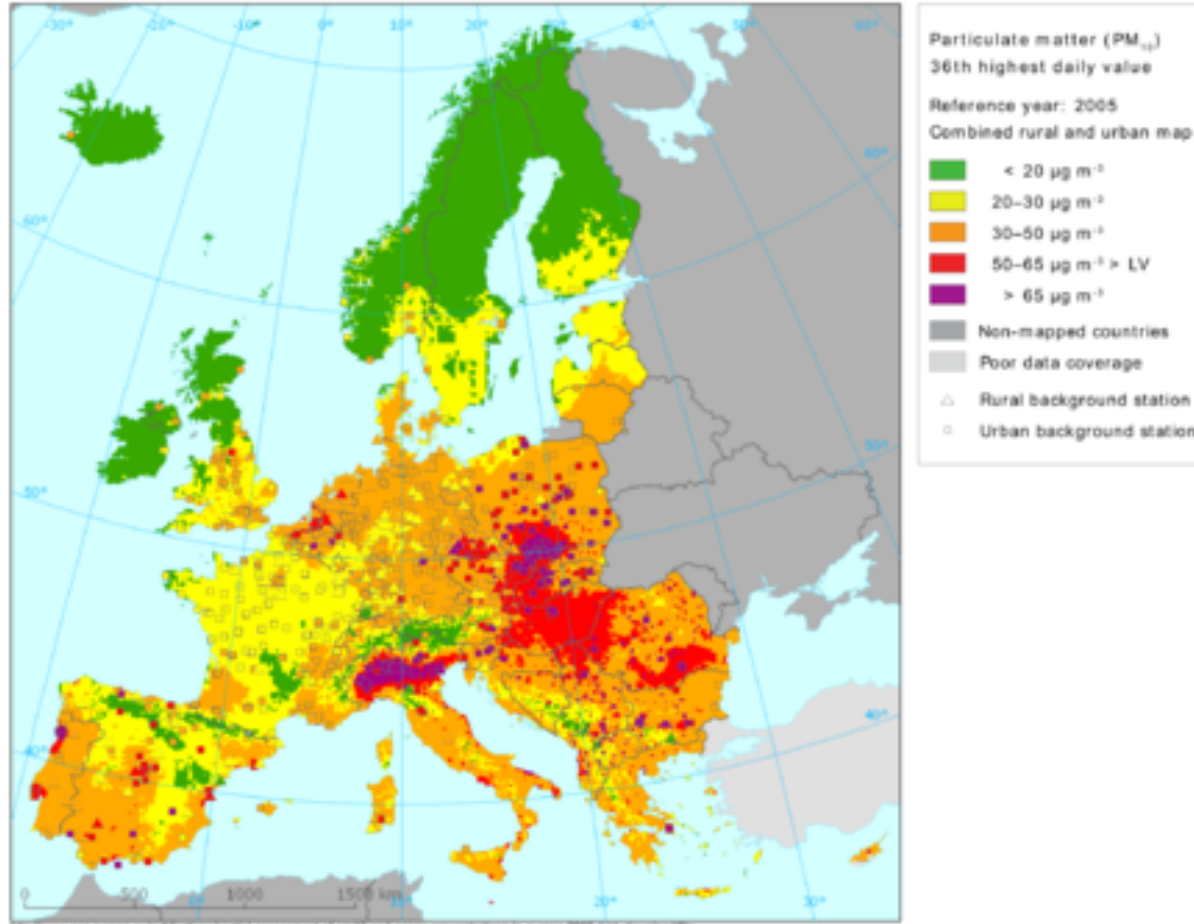 -30° -20° -10° 0° 10° 20° 30° 40° 50° 60°
60°
60°
50°
50°
40°
40°
0 500 1000 1500 km
0° 10° 20° 30°
Particulate matter (PM₁₀)
36th highest daily value
Reference year: 2005
Combined rural and urban map
< 20 µg m⁻³
20–30 µg m⁻³
30–50 µg m⁻³
50–65 µg m⁻³ > LV
> 65 µg m⁻³
Non-mapped countries
Poor data coverage
Rural background station
Urban background station